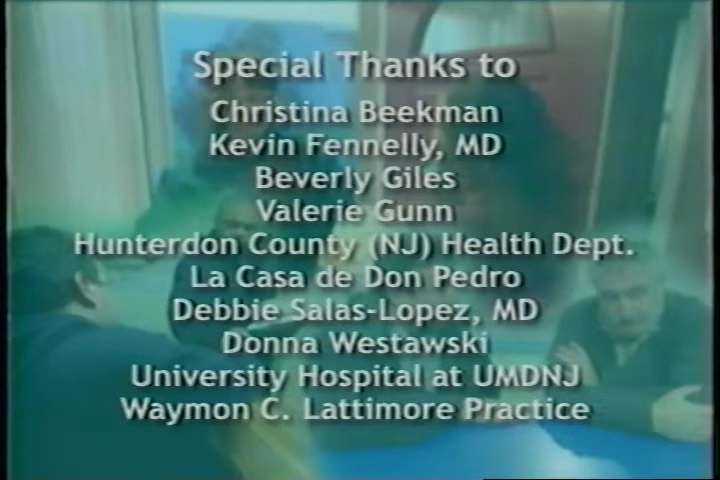 Special Thanks to
Christina Beekman
Kevin Fennelly, MD
Beverly Giles
Valerie Gunn
Hunterdon County (NJ) Health Dept.
La Casa de Don Pedro
Debbie Salas-Lopez, MD
Donna Westawski
University Hospital at UMDNJ
Waymon C. Lattimore Practice